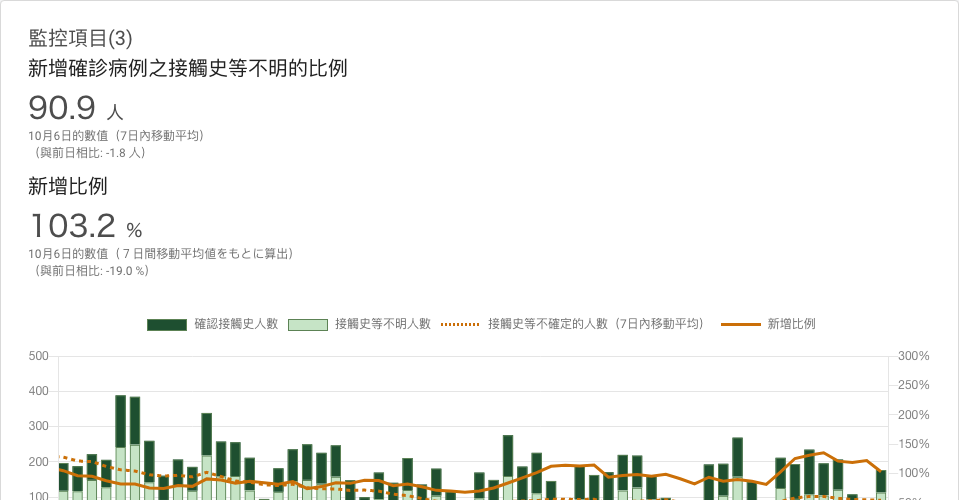 監控項目(3)
新增確診病例之接觸史等不明的比例
90.9 人
10月6日的數值（7日內移動平均）
（與前日相比: -1.8 人）
新增比例
103.2 %
10月6日的數值（７日間移動平均値をもとに算出）
（與前日相比: -19.0 %）
確認接觸史人數 接觸史等不明人數 接觸史等不確定的人數（7日內移動平均） 新增比例
500 300%
400 250%
300 200%
200 150%
100 100%